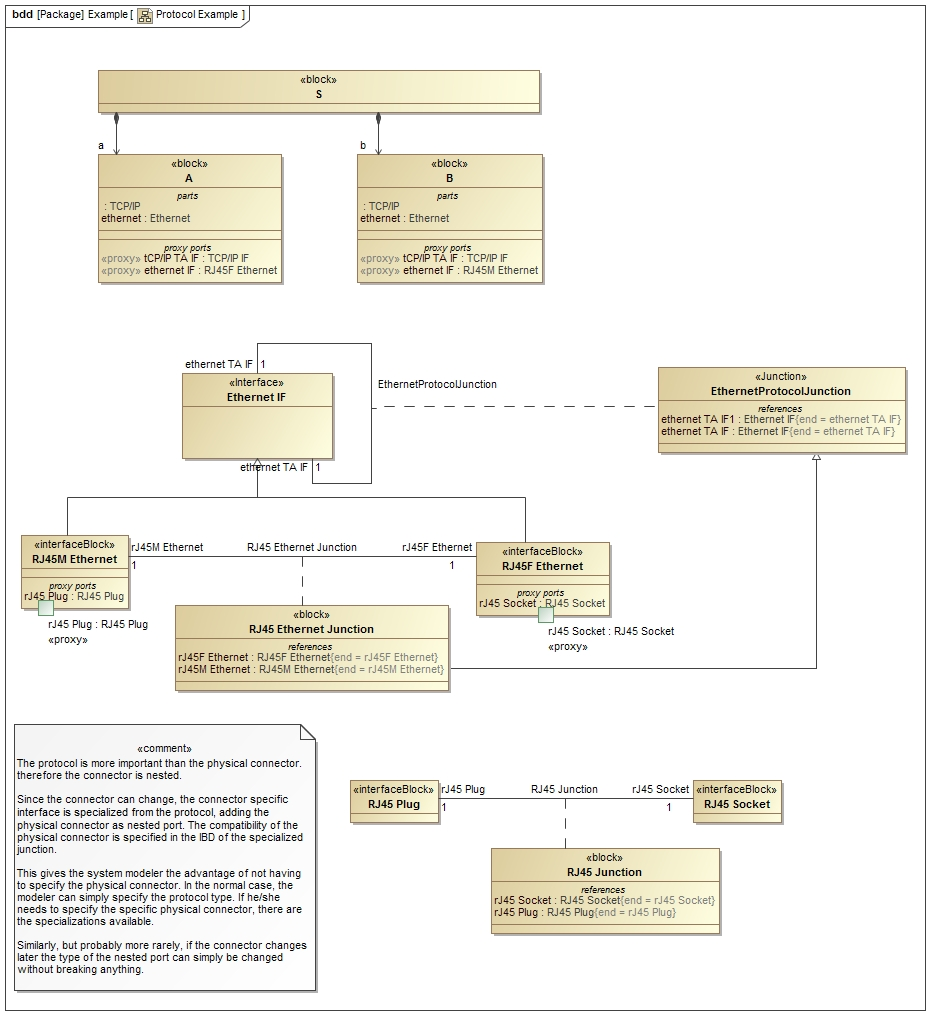 bdd [Package] Example [ Protocol Example ]
«block»
S
a
b
«block»
A
parts
: TCP/IP
ethernet : Ethernet
proxy ports
«proxy» tCP/IP TA IF : TCP/IP IF
«proxy» ethernet IF : RJ45F Ethernet
«block»
B
parts
: TCP/IP
ethernet : Ethernet
proxy ports
«proxy» tCP/IP TA IF : TCP/IP IF
«proxy» ethernet IF : RJ45M Ethernet
ethernet TA IF 1
«Interface»
Ethernet IF
ethernet TA IF 1
EthernetProtocolJunction
«Junction»
EthernetProtocolJunction
references
ethernet TA IF1 : Ethernet IF{end = ethernet TA IF}
ethernet TA IF : Ethernet IF{end = ethernet TA IF}
«interfaceBlock»
RJ45M Ethernet
proxy ports
rJ45 Plug : RJ45 Plug
rJ45 Plug : RJ45 Plug
«proxy»
rJ45M Ethernet
1
RJ45 Ethernet Junction
rJ45F Ethernet
1
«interfaceBlock»
RJ45F Ethernet
proxy ports
rJ45 Socket : RJ45 Socket
rJ45 Socket : RJ45 Socket
«proxy»
«block»
RJ45 Ethernet Junction
references
rJ45F Ethernet : RJ45F Ethernet{end = rJ45F Ethernet}
rJ45M Ethernet : RJ45M Ethernet{end = rJ45M Ethernet}
«comment»
The protocol is more important than the physical connector.
therefore the connector is nested.
Since the connector can change, the connector specific
interface is specialized from the protocol, adding the
physical connector as nested port. The compatibility of the
physical connector is specified in the IBD of the specialized
junction.
This gives the system modeler the advantage of not having
to specify the physical connector. In the normal case, the
modeler can simply specify the protocol type. If he/she
needs to specify the specific physical connector, there are
the specializations available.
Similarly, but probably more rarely, if the connector changes
later the type of the nested port can simply be changed
without breaking anything.
«interfaceBlock»
RJ45 Plug
rJ45 Plug
1
RJ45 Junction
rJ45 Socket
1
«interfaceBlock»
RJ45 Socket
«block»
RJ45 Junction
references
rJ45 Socket : RJ45 Socket{end = rJ45 Socket}
rJ45 Plug : RJ45 Plug{end = rJ45 Plug}